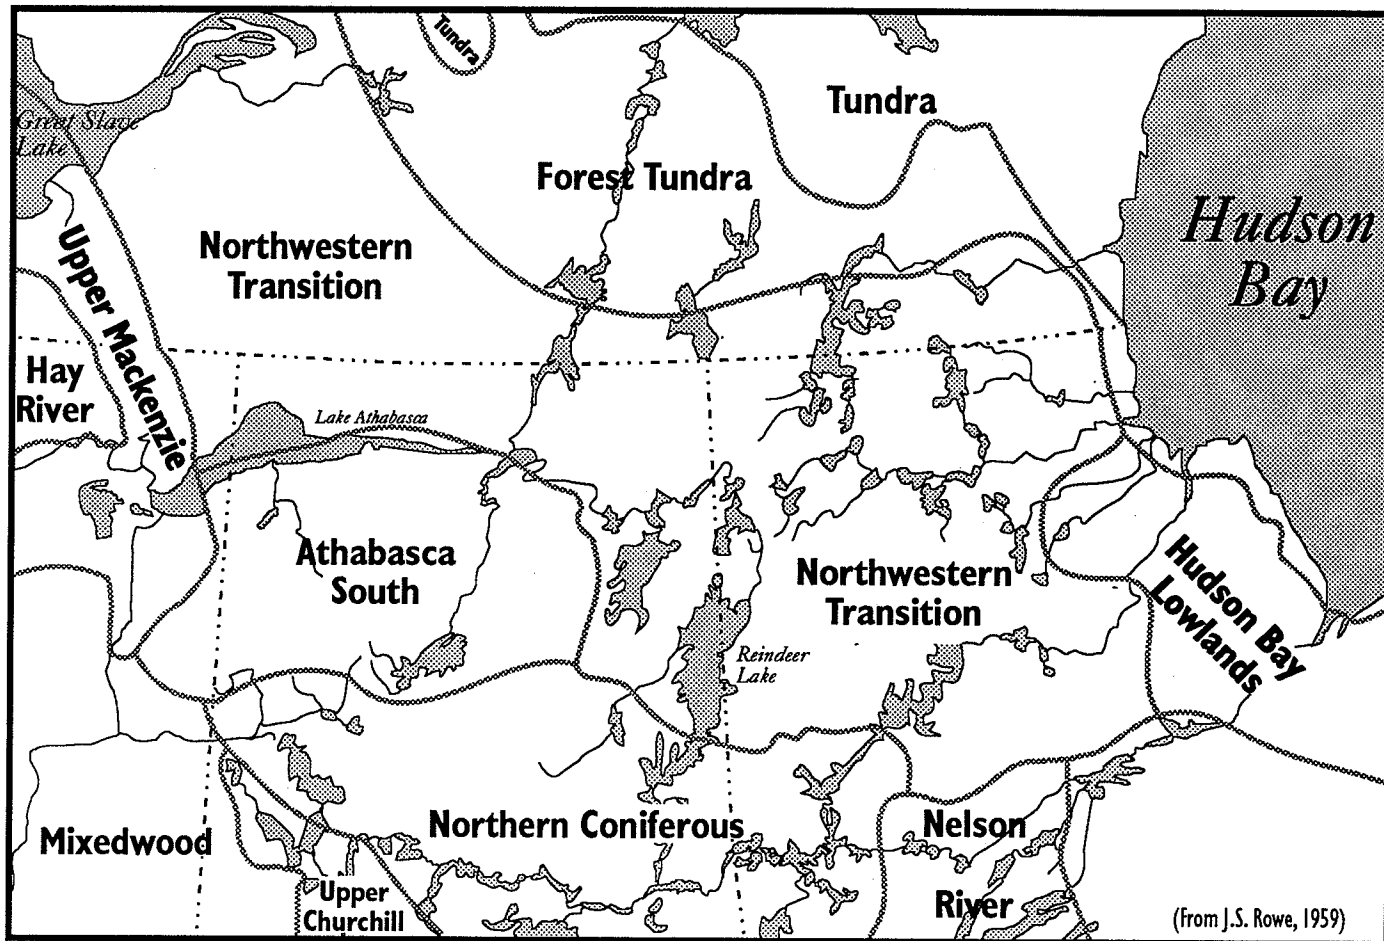 Tundra
Tundra
Great Slave
Lake
Forest Tundra
Hudson
Bay
Northwestern
Transition
Upper Mackenzie
Hay
River
Lake Athabasca
Athabasca
South
Northwestern
Transition
Hudson Bay
Lowlands
Reindeer
Lake
Mixedwood
Northern Coniferous
Nelson
River
Upper
Churchill
(From J.S. Rowe, 1959)